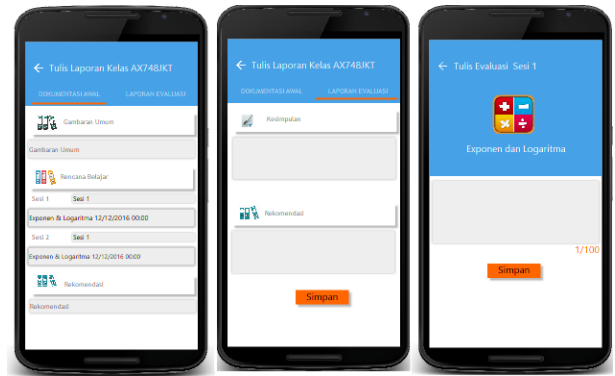 Tulis Laporan Kelas AX748JKT
DOKUMENTASI AWAL LAPORAN EVALUASI
Gambaran Umum
Gambaran Umum
Rencana Belajar
Sesi 1 Sesi 1
Exponen & Logaritma 12/12/2016 00:00
Sesi 2 Sesi 1
Exponen & Logaritma 12/12/2016 00:00
Rekomendasi
Rekomendasi
Tulis Laporan Kelas AX748JKT
DOKUMENTASI AWAL LAPORAN EVALUASI
Kesimpulan
Rekomendasi
Simpan
Tulis Evaluasi Sesi 1
Exponen dan Logaritma
1/100
Simpan